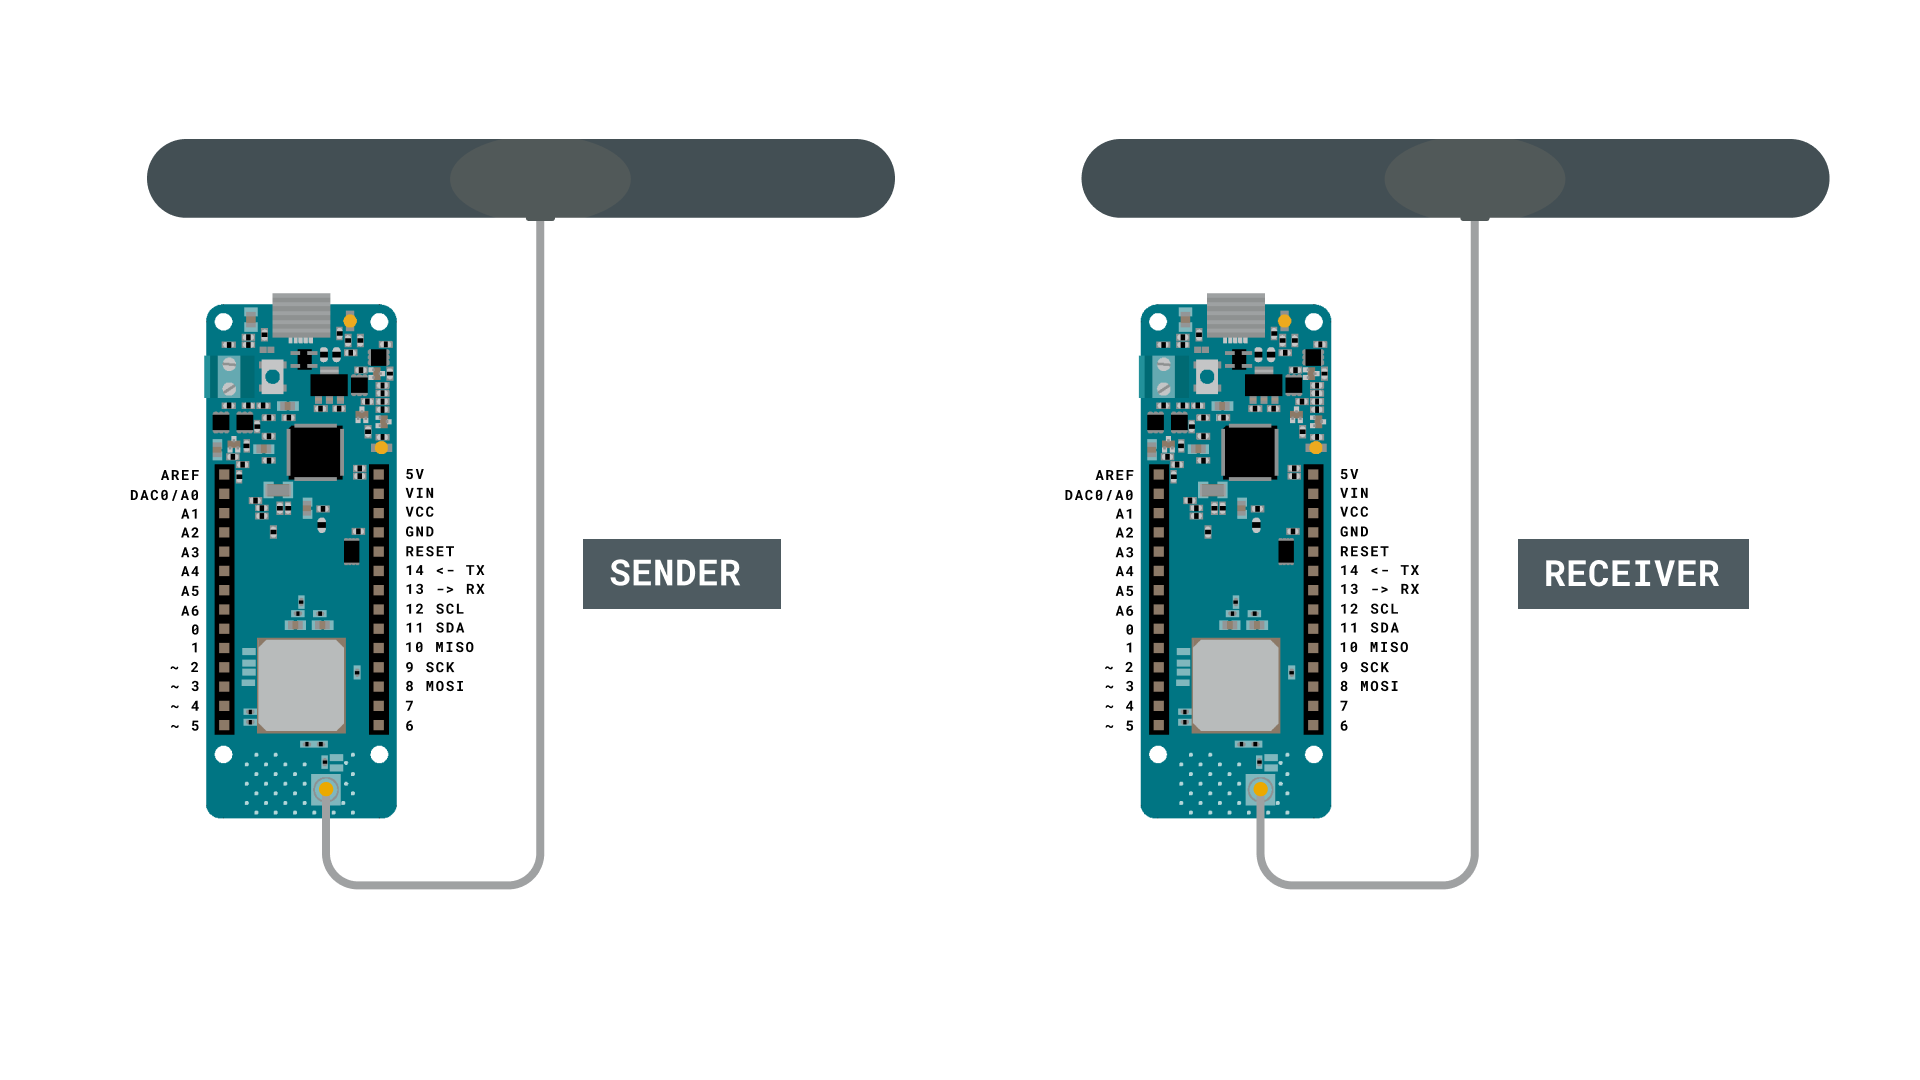 AREF
DAC0/A0
A1
A2
A3
A4
A5
A6
0
1
~ 2
~ 3
~ 4
~ 5
5V
VIN
VCC
GND
RESET
14 <- TX
13 -> RX
12 SCL
11 SDA
10 MISO
9 SCK
8 MOSI
7
6
SENDER
AREF
DAC0/A0
A1
A2
A3
A4
A5
A6
0
1
~ 2
~ 3
~ 4
~ 5
5V
VIN
VCC
GND
RESET
14 <- TX
13 -> RX
12 SCL
11 SDA
10 MISO
9 SCK
8 MOSI
7
6
RECEIVER